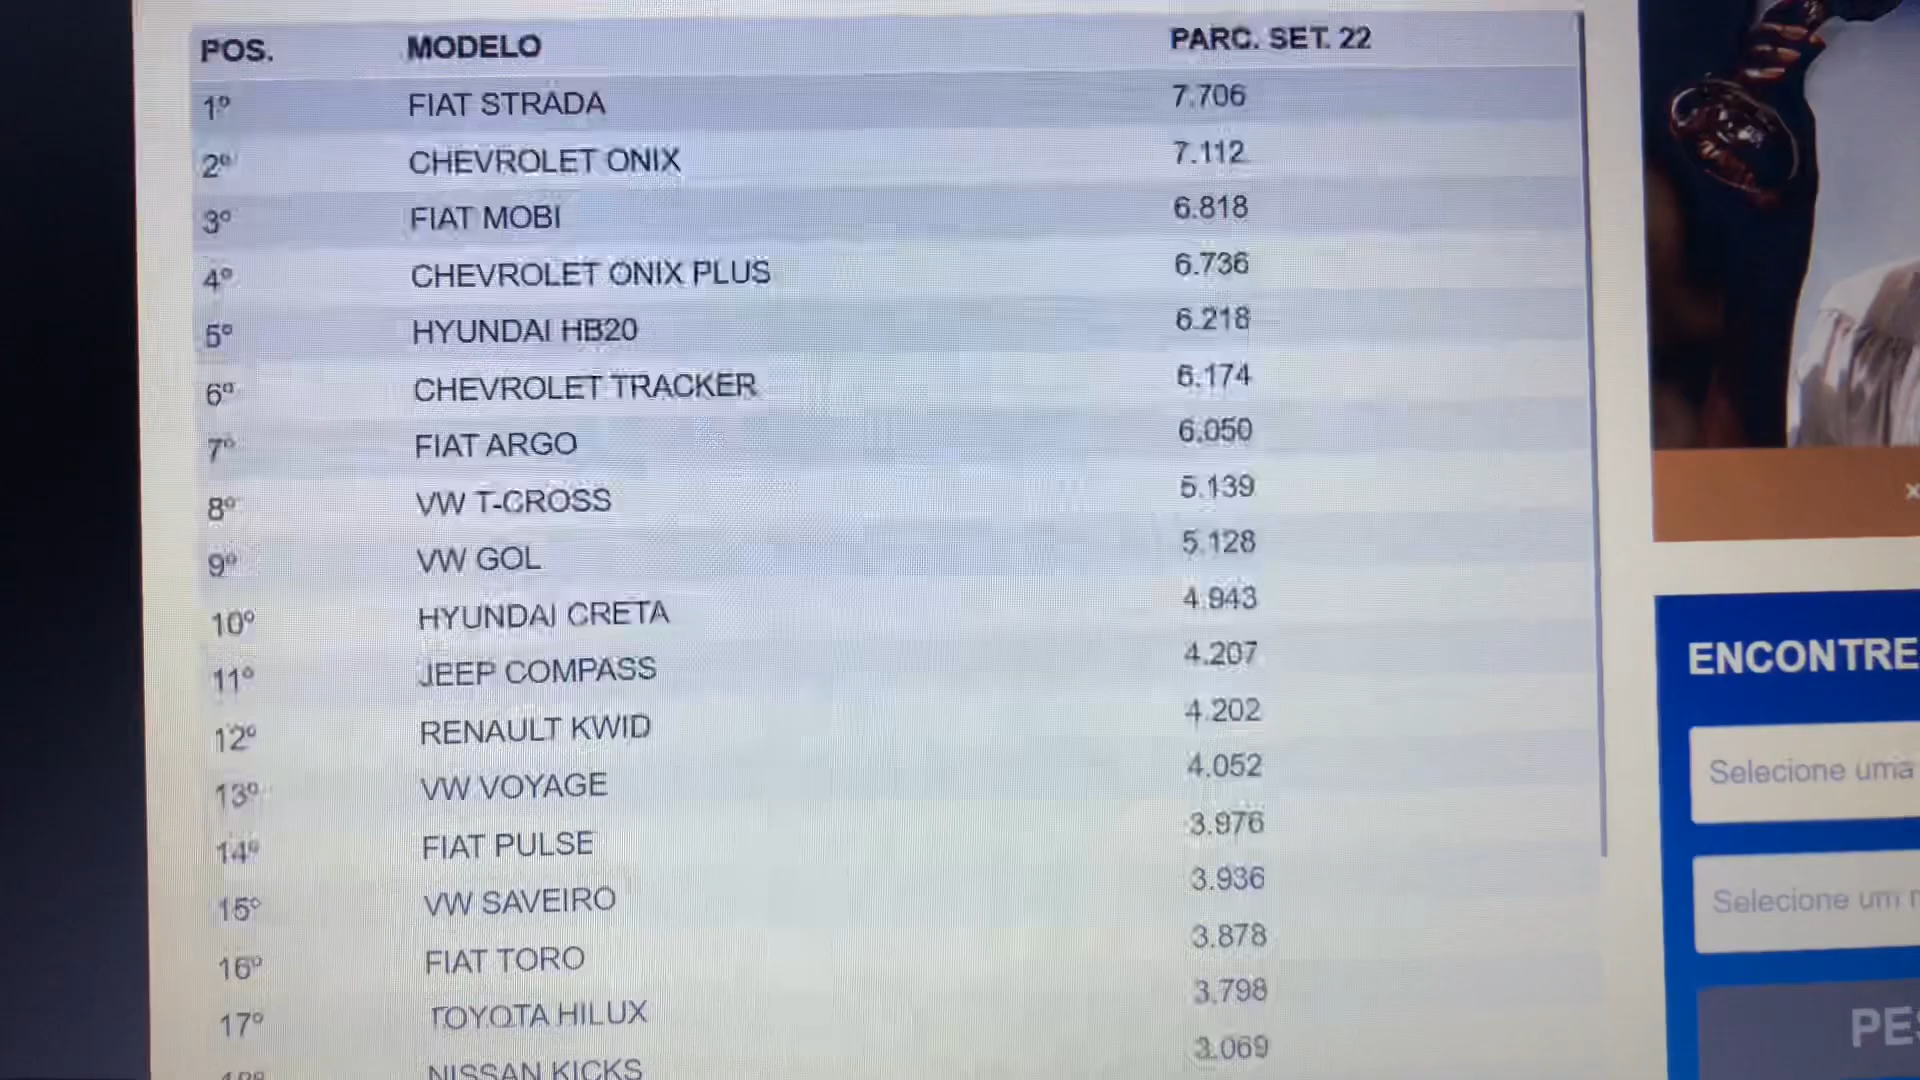 POS. MODELO PARC. SET. 22
1º FIAT STRADA 7.706
2º CHEVROLET ONIX 7.112
3º FIAT MOBI 6.818
4º CHEVROLET ONIX PLUS 6.736
5º HYUNDAI HB20 6.218
6º CHEVROLET TRACKER 6.174
7º FIAT ARGO 6.050
8º VW T-CROSS 5.139
9º VW GOL 5.128
10º HYUNDAI CRETA 4.943
11º JEEP COMPASS 4.207
12º RENAULT KWID 4.202
13º VW VOYAGE 4.052
14º FIAT PULSE 3.976
15º VW SAVEIRO 3.936
16º FIAT TORO 3.878
17º TOYOTA HILUX 3.798
18º NISSAN KICKS 3.069
ENCONTRE
Selecione uma
Selecione um